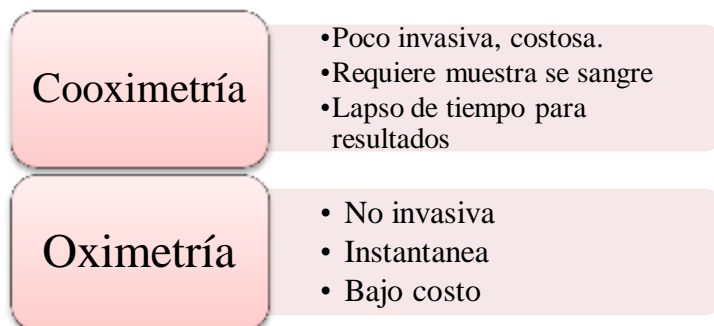 Cooximetría
•Poco invasiva, costosa.
•Requiere muestra se sangre
•Lapso de tiempo para
resultados
Oximetría
• No invasiva
• Instantanea
• Bajo costo